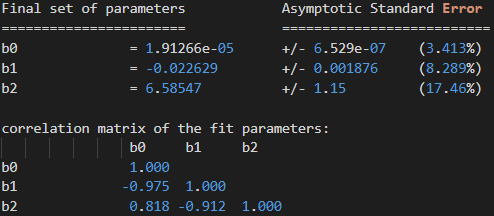 Final set of parameters            Asymptotic Standard Error
=======================            ==========================
b0              = 1.91266e-05      +/- 6.529e-07    (3.413%)
b1              = -0.022629        +/- 0.001876     (8.289%)
b2              = 6.58547          +/- 1.15         (17.46%)
correlation matrix of the fit parameters:
                b0     b1     b2
b0              1.000
b1             -0.975  1.000
b2              0.818 -0.912  1.000